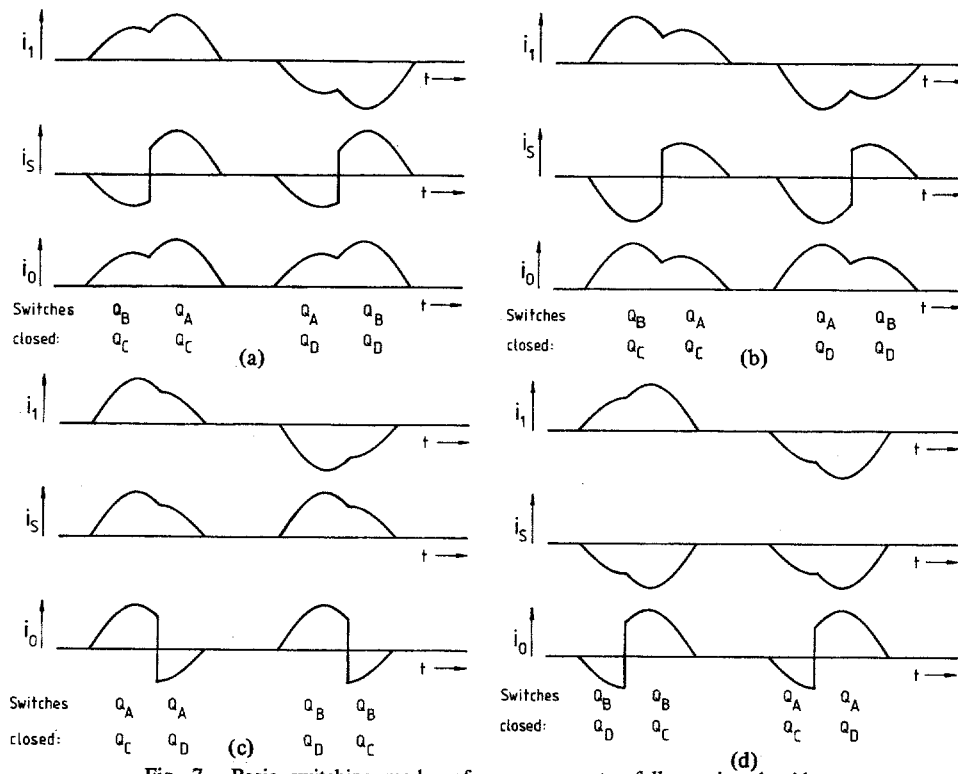 i1
t
iS
t
i0
t
Switches QB QA QA QB
closed: QC QC QD QD
(a)
i1
t
iS
t
i0
t
Switches QB QA QA QB
closed: QC QC QD QD
(b)
i1
t
iS
t
i0
t
Switches QA QA QB QB
closed: QC QD QD QC
(c)
i1
t
iS
t
i0
t
Switches QB QB QA QA
closed: QD QC QC QD
(d)